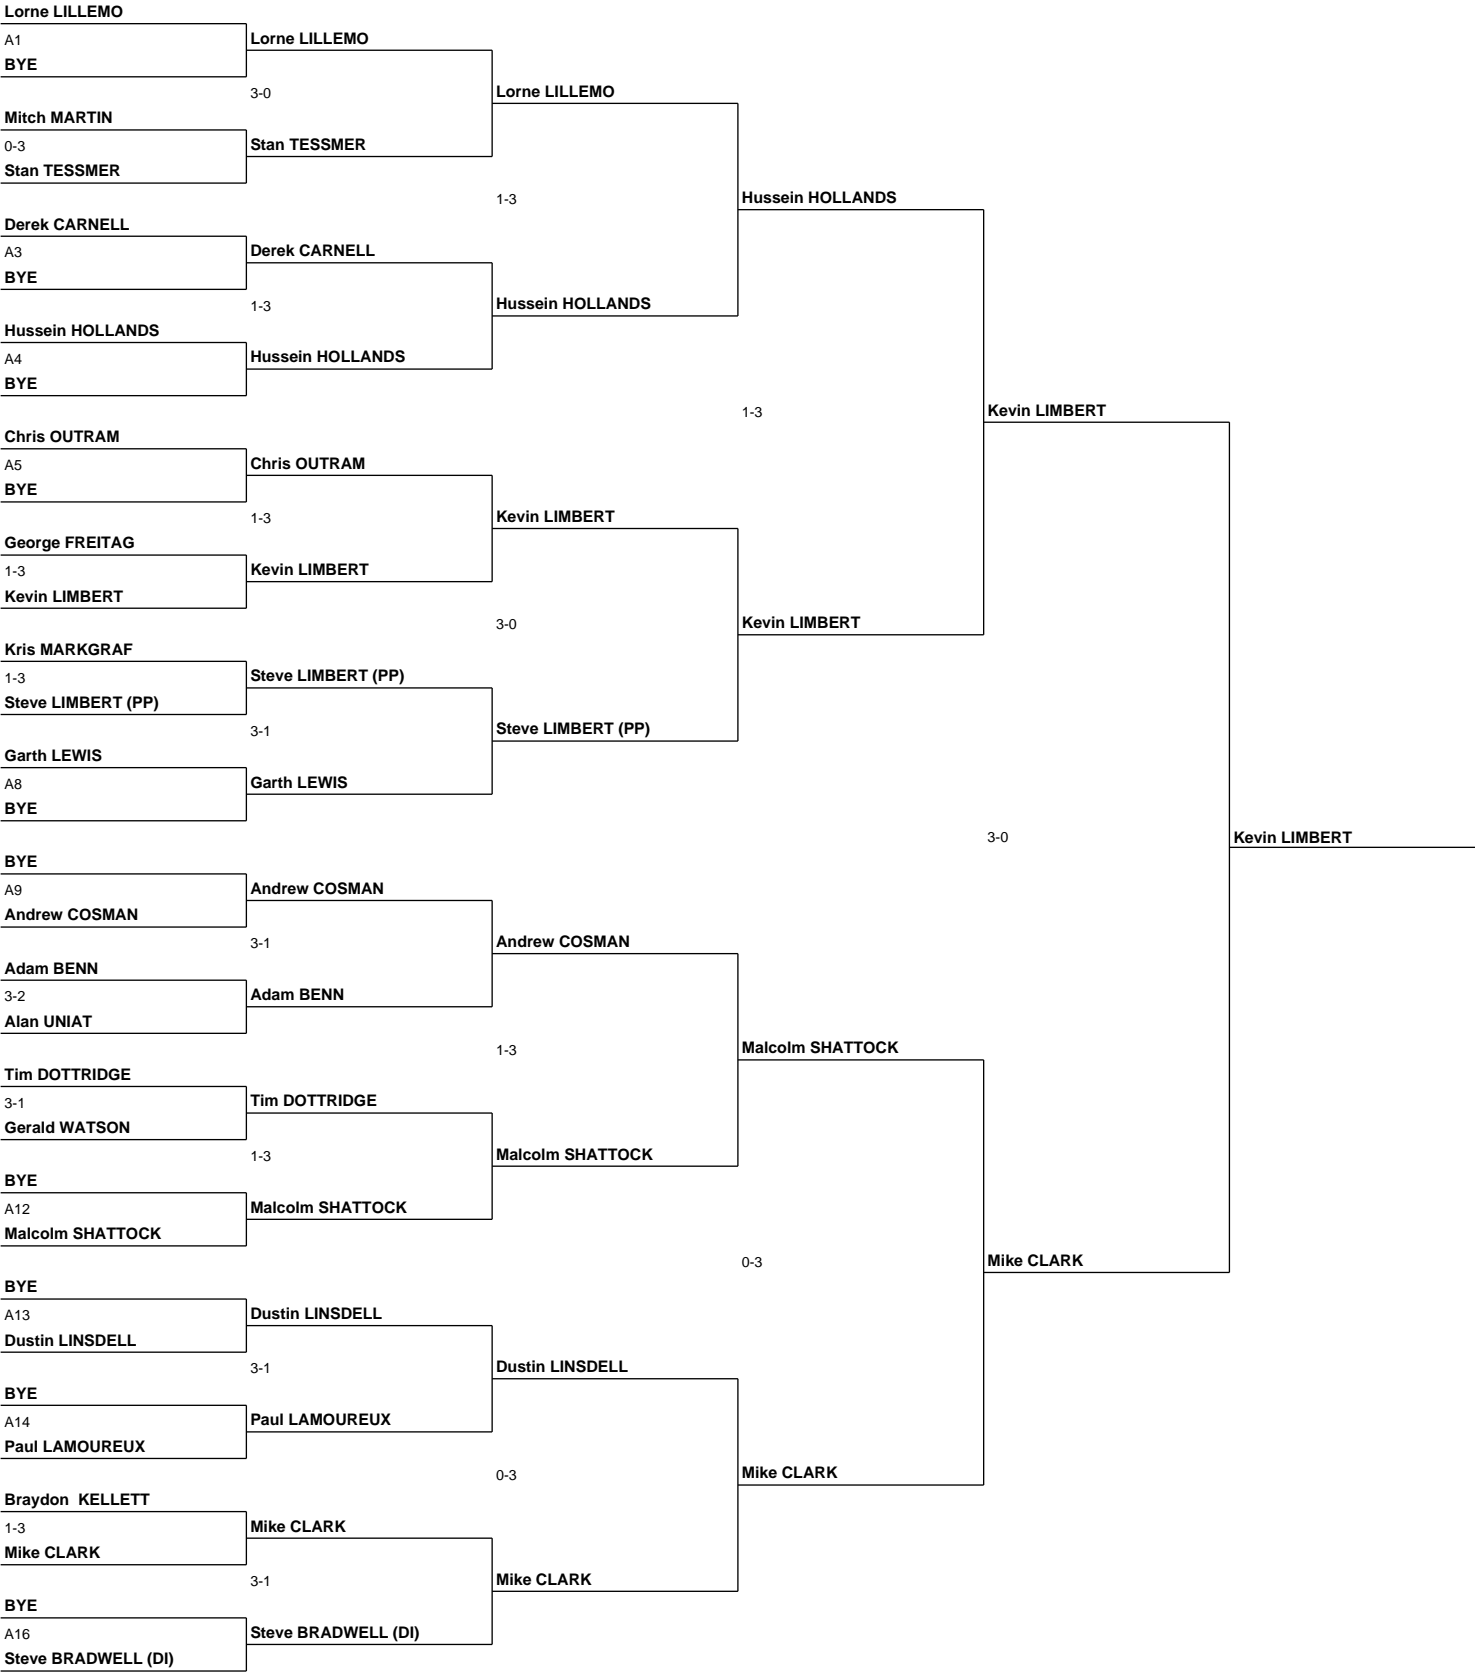 Lorne LILLEMO
A1
BYE
Mitch MARTIN
0-3
Stan TESSMER
Derek CARNELL
A3
BYE
Hussein HOLLANDS
A4
BYE
Chris OUTRAM
A5
BYE
George FREITAG
1-3
Kevin LIMBERT
Kris MARKGRAF
1-3
Steve LIMBERT (PP)
Garth LEWIS
A8
BYE
BYE
A9
Andrew COSMAN
Adam BENN
3-2
Alan UNIAT
Tim DOTTRIDGE
3-1
Gerald WATSON
BYE
A12
Malcolm SHATTOCK
BYE
A13
Dustin LINSDELL
BYE
A14
Paul LAMOUREUX
Braydon  KELLETT
1-3
Mike CLARK
BYE
A16
Steve BRADWELL (DI)
Lorne LILLEMO
3-0
Stan TESSMER
Derek CARNELL
1-3
Hussein HOLLANDS
Chris OUTRAM
1-3
Kevin LIMBERT
Steve LIMBERT (PP)
3-1
Garth LEWIS
Andrew COSMAN
3-1
Adam BENN
Tim DOTTRIDGE
1-3
Malcolm SHATTOCK
Dustin LINSDELL
3-1
Paul LAMOUREUX
Mike CLARK
3-1
Steve BRADWELL (DI)
Lorne LILLEMO
1-3
Hussein HOLLANDS
Kevin LIMBERT
3-0
Steve LIMBERT (PP)
Andrew COSMAN
1-3
Malcolm SHATTOCK
Dustin LINSDELL
0-3
Mike CLARK
Hussein HOLLANDS
1-3
Kevin LIMBERT
Malcolm SHATTOCK
0-3
Mike CLARK
Kevin LIMBERT
3-0
Mike CLARK
Kevin LIMBERT